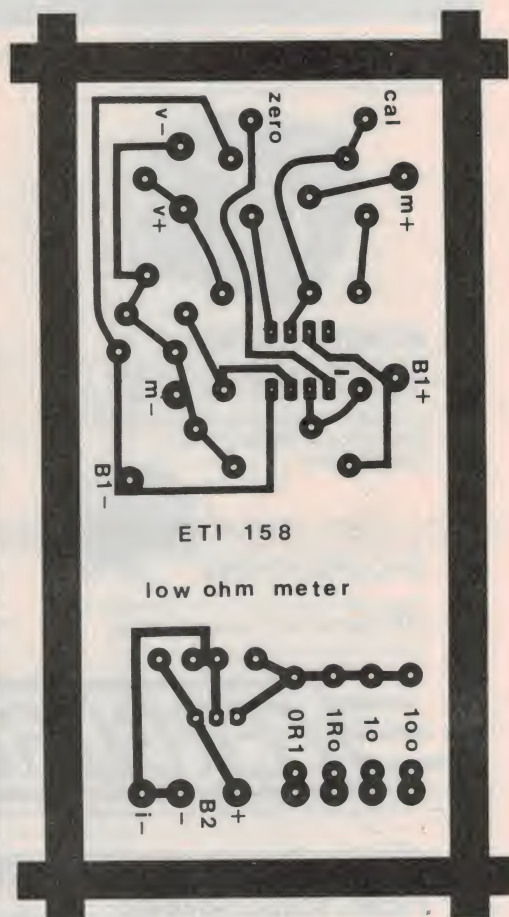 cal
zero
v-
m+
v+
B1+
m-
B1-
ETI 158
low ohm meter
0R1
1Ro
1o
1oo
i-
-
B2
+